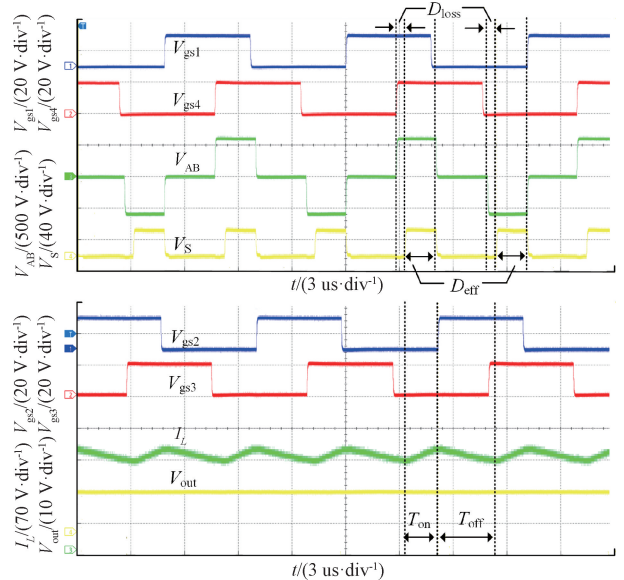 D_loss
V_gs1
V_gs4
V_AB
V_S
V_gs1/(20 V·div⁻¹)
V_gs4/(20 V·div⁻¹)
V_AB/(500 V·div⁻¹)
V_S/(40 V·div⁻¹)
t/(3 us·div⁻¹)
D_eff
V_gs2
V_gs3
I_L
V_out
T_on
T_off
V_gs2/(20 V·div⁻¹)
V_gs3/(20 V·div⁻¹)
I_L/(70 V·div⁻¹)
V_out/(10 V·div⁻¹)
t/(3 us·div⁻¹)